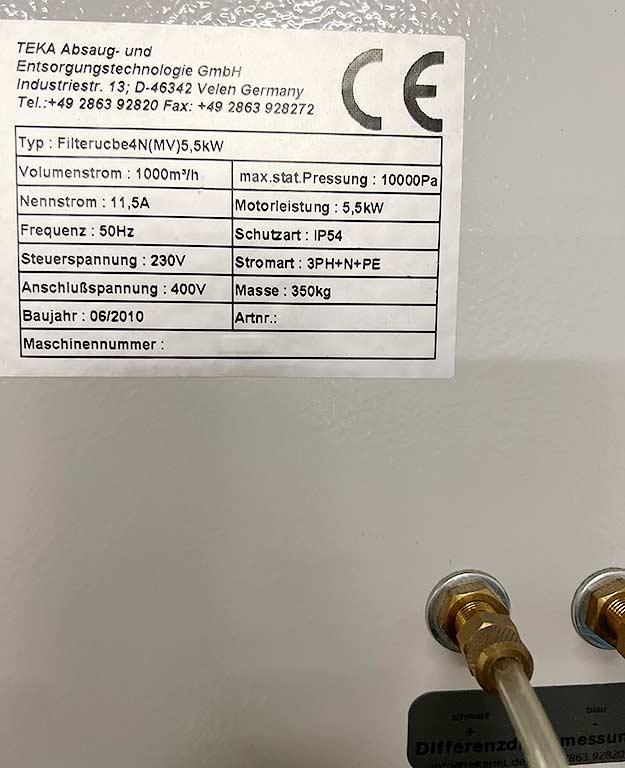 TEKA Absaug- und
Entsorgungstechnologie GmbH
Industriestr. 13; D-46342 Velen Germany
Tel.:+49 2863 92820 Fax: +49 2863 928272
CE
Typ : Filterucbe4N(MV)5,5kW
Volumenstrom : 1000m³/h max.stat.Pressung : 10000Pa
Nennstrom : 11,5A Motorleistung : 5,5kW
Frequenz : 50Hz Schutzart : IP54
Steuerspannung : 230V Stromart : 3PH+N+PE
Anschlußspannung : 400V Masse : 350kg
Baujahr : 06/2010 Artnr.:
Maschinennummer :
schwarz blau
+ -